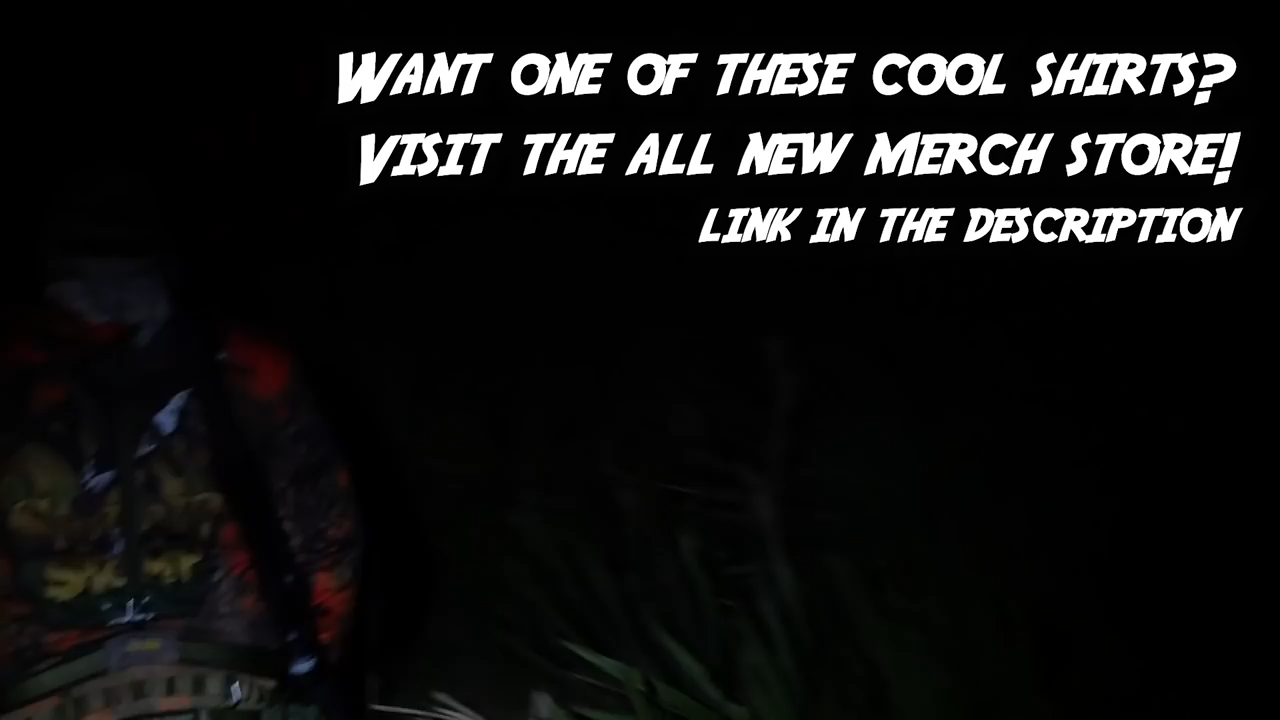 Want one of these cool shirts?
Visit the all new Merch Store!
link in the description